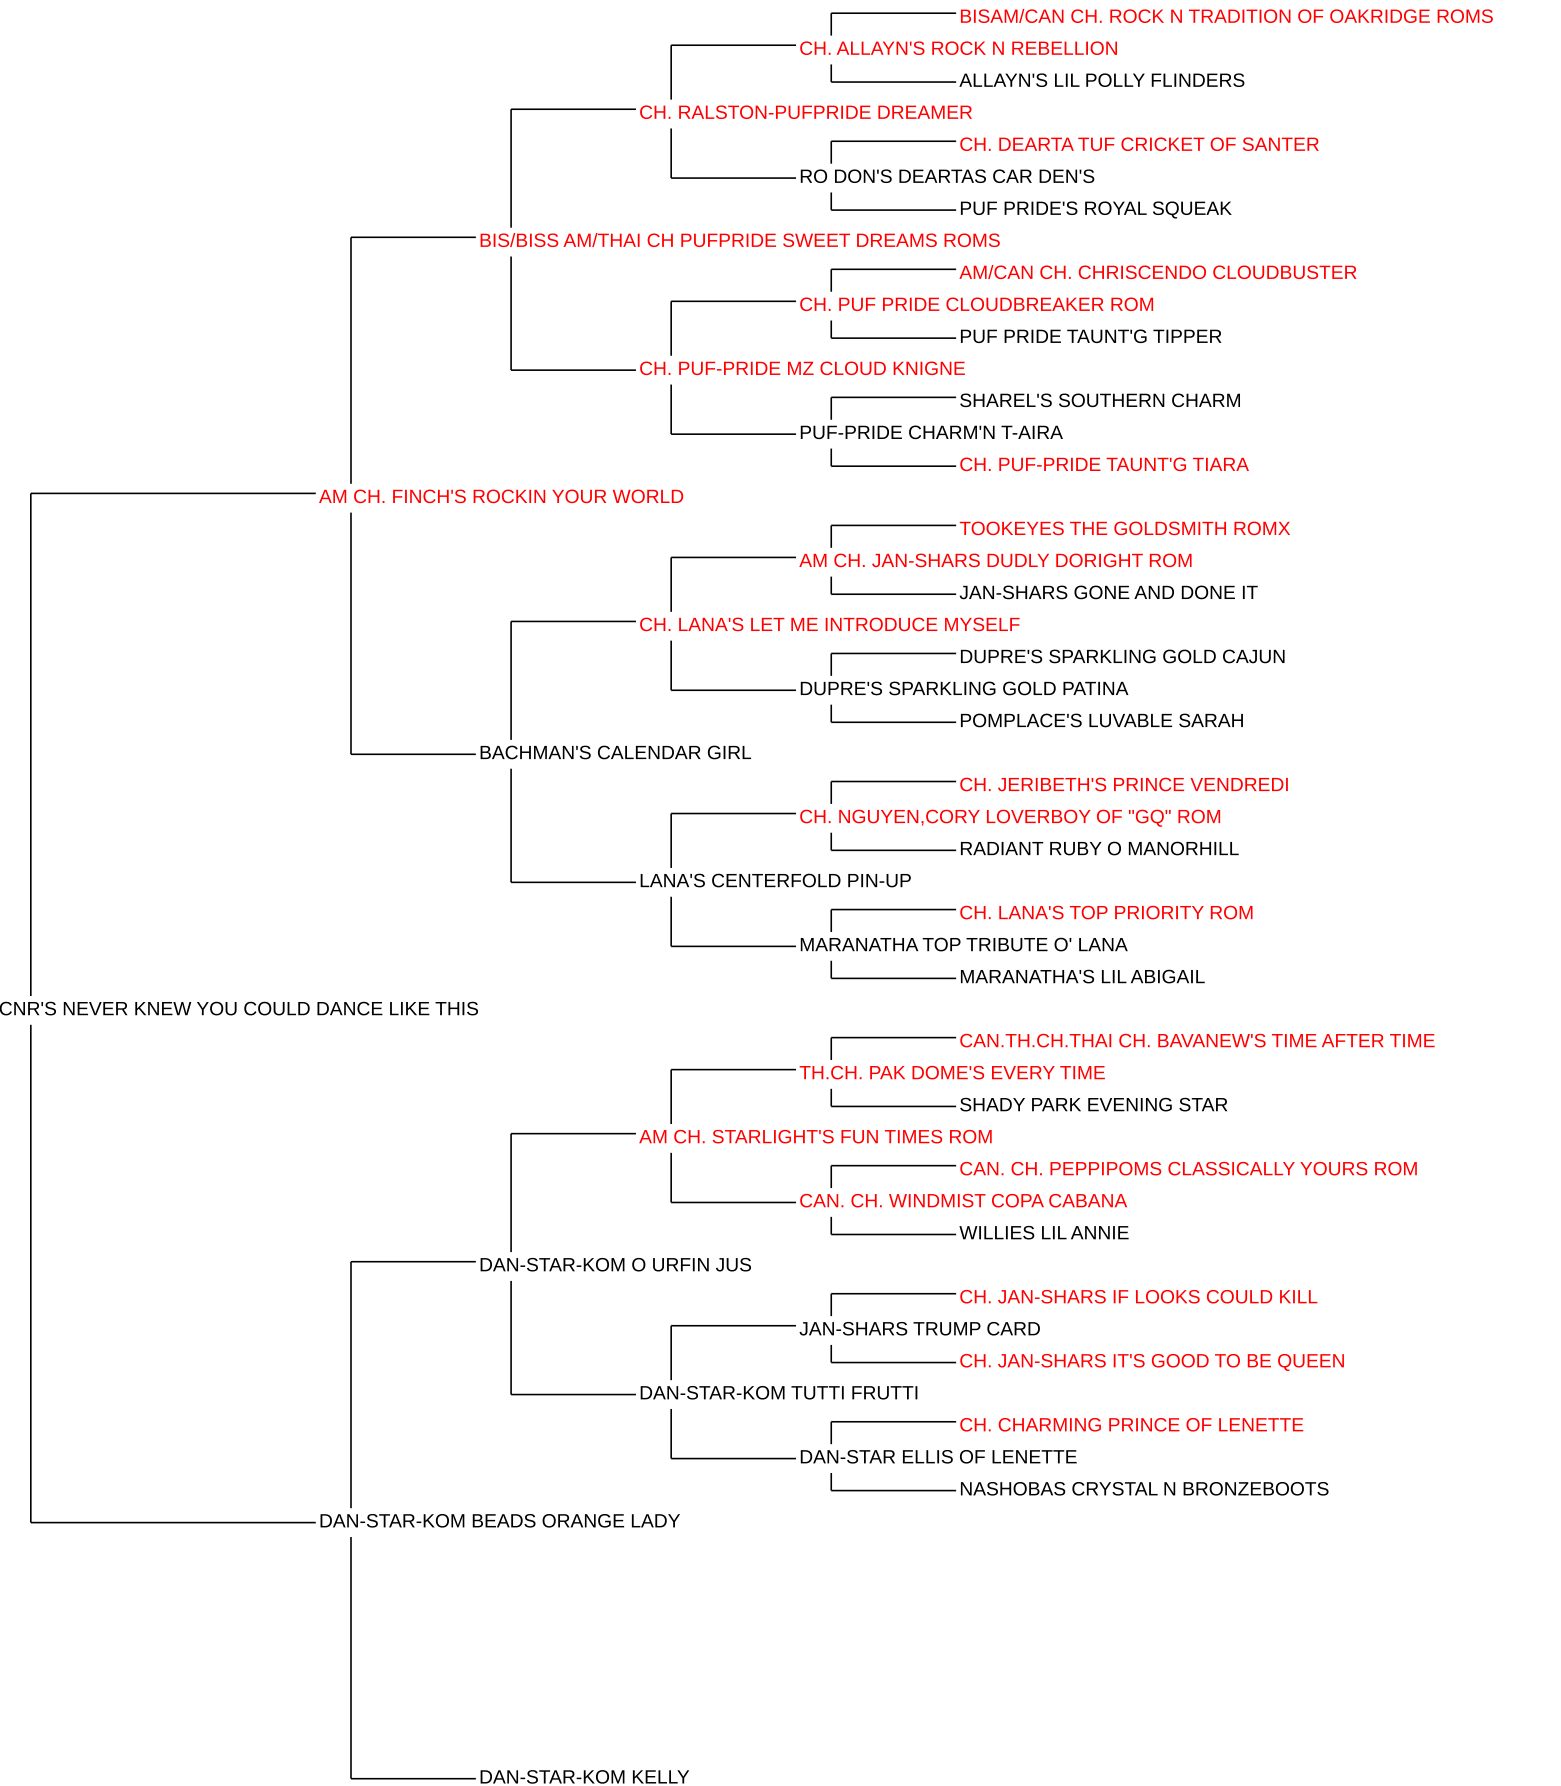 BISAM/CAN CH. ROCK N TRADITION OF OAKRIDGE ROMS
CH. ALLAYN'S ROCK N REBELLION
ALLAYN'S LIL POLLY FLINDERS
CH. RALSTON-PUFPRIDE DREAMER
CH. DEARTA TUF CRICKET OF SANTER
RO DON'S DEARTAS CAR DEN'S
PUF PRIDE'S ROYAL SQUEAK
BIS/BISS AM/THAI CH PUFPRIDE SWEET DREAMS ROMS
AM/CAN CH. CHRISCENDO CLOUDBUSTER
CH. PUF PRIDE CLOUDBREAKER ROM
PUF PRIDE TAUNT'G TIPPER
CH. PUF-PRIDE MZ CLOUD KNIGNE
SHAREL'S SOUTHERN CHARM
PUF-PRIDE CHARM'N T-AIRA
CH. PUF-PRIDE TAUNT'G TIARA
AM CH. FINCH'S ROCKIN YOUR WORLD
TOOKEYES THE GOLDSMITH ROMX
AM CH. JAN-SHARS DUDLY DORIGHT ROM
JAN-SHARS GONE AND DONE IT
CH. LANA'S LET ME INTRODUCE MYSELF
DUPRE'S SPARKLING GOLD CAJUN
DUPRE'S SPARKLING GOLD PATINA
POMPLACE'S LUVABLE SARAH
BACHMAN'S CALENDAR GIRL
CH. JERIBETH'S PRINCE VENDREDI
CH. NGUYEN,CORY LOVERBOY OF "GQ" ROM
RADIANT RUBY O MANORHILL
LANA'S CENTERFOLD PIN-UP
CH. LANA'S TOP PRIORITY ROM
MARANATHA TOP TRIBUTE O' LANA
MARANATHA'S LIL ABIGAIL
CNR'S NEVER KNEW YOU COULD DANCE LIKE THIS
CAN.TH.CH.THAI CH. BAVANEW'S TIME AFTER TIME
TH.CH. PAK DOME'S EVERY TIME
SHADY PARK EVENING STAR
AM CH. STARLIGHT'S FUN TIMES ROM
CAN. CH. PEPPIPOMS CLASSICALLY YOURS ROM
CAN. CH. WINDMIST COPA CABANA
WILLIES LIL ANNIE
DAN-STAR-KOM O URFIN JUS
CH. JAN-SHARS IF LOOKS COULD KILL
JAN-SHARS TRUMP CARD
CH. JAN-SHARS IT'S GOOD TO BE QUEEN
DAN-STAR-KOM TUTTI FRUTTI
CH. CHARMING PRINCE OF LENETTE
DAN-STAR ELLIS OF LENETTE
NASHOBAS CRYSTAL N BRONZEBOOTS
DAN-STAR-KOM BEADS ORANGE LADY
DAN-STAR-KOM KELLY